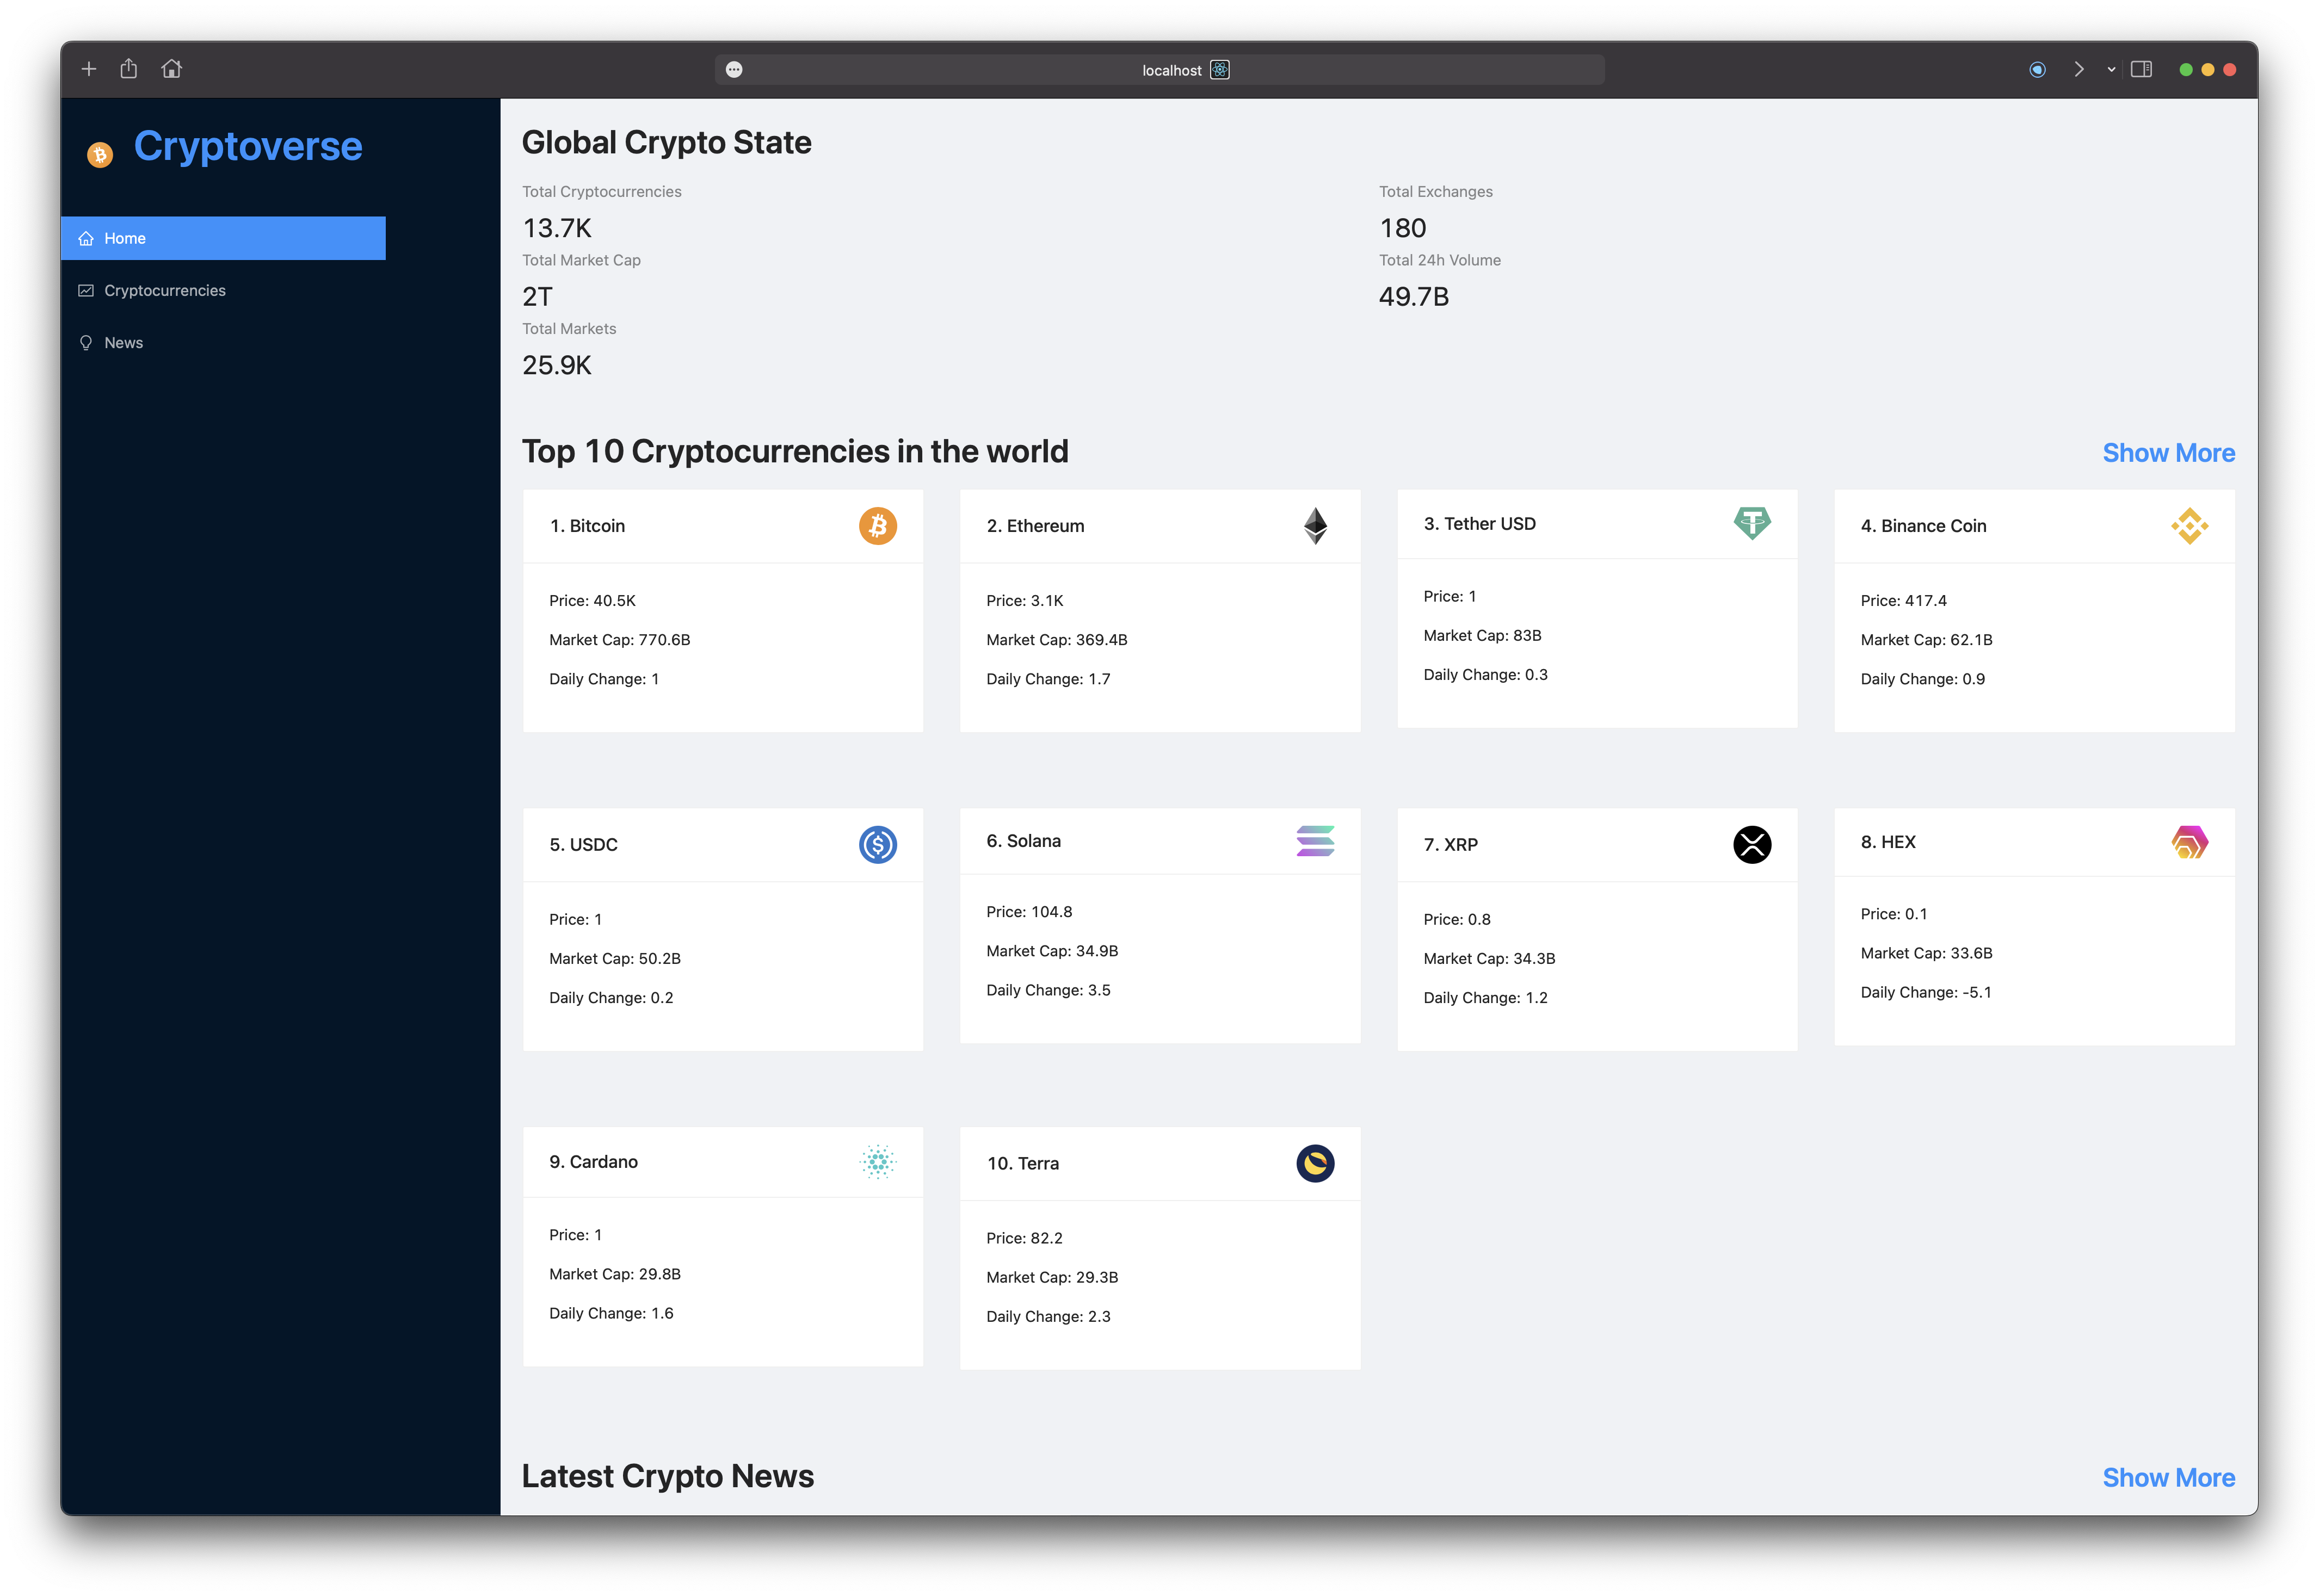 localhost
Cryptoverse
Home
Cryptocurrencies
News
Global Crypto State
Total Cryptocurrencies
13.7K
Total Exchanges
180
Total Market Cap
2T
Total 24h Volume
49.7B
Total Markets
25.9K
Top 10 Cryptocurrencies in the world
Show More
1. Bitcoin
Price: 40.5K
Market Cap: 770.6B
Daily Change: 1
2. Ethereum
Price: 3.1K
Market Cap: 369.4B
Daily Change: 1.7
3. Tether USD
Price: 1
Market Cap: 83B
Daily Change: 0.3
4. Binance Coin
Price: 417.4
Market Cap: 62.1B
Daily Change: 0.9
5. USDC
Price: 1
Market Cap: 50.2B
Daily Change: 0.2
6. Solana
Price: 104.8
Market Cap: 34.9B
Daily Change: 3.5
7. XRP
Price: 0.8
Market Cap: 34.3B
Daily Change: 1.2
8. HEX
Price: 0.1
Market Cap: 33.6B
Daily Change: -5.1
9. Cardano
Price: 1
Market Cap: 29.8B
Daily Change: 1.6
10. Terra
Price: 82.2
Market Cap: 29.3B
Daily Change: 2.3
Latest Crypto News
Show More